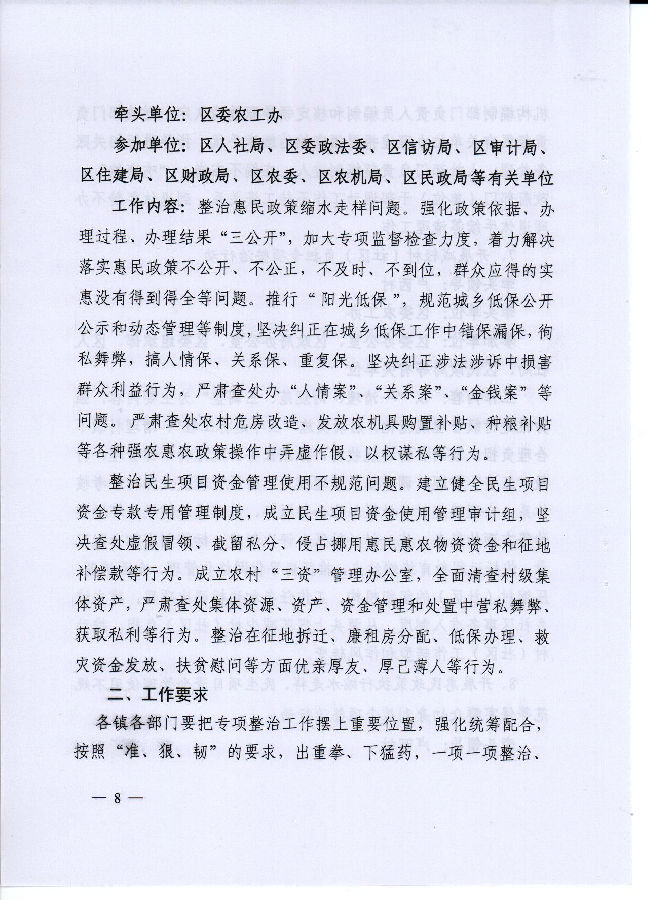 牵头单位：区委农工办
参加单位：区人社局、区委政法委、区信访局、区审计局、
区住建局、区财政局、区农委、区农机局、区民政局等有关单位
工作内容：整治惠民政策缩水走样问题。强化政策依据、办
理过程、办理结果“三公开”，加大专项监督检查力度，着力解决
落实惠民政策不公开、不公正，不及时、不到位，群众应得的实
惠没有得到得全等问题。推行“阳光低保”，规范城乡低保公开
公示和动态管理等制度，坚决纠正在城乡低保工作中错保漏保，徇
私舞弊，搞人情保、关系保、重复保。坚决纠正涉法涉诉中损害
群众利益行为，严肃查处办“人情案”、“关系案”、“金钱案”等
问题。严肃查处农村危房改造、发放农机具购置补贴、种粮补贴
等各种强农惠农政策操作中弄虚作假、以权谋私等行为。
整治民生项目资金管理使用不规范问题。建立健全民生项目
资金专款专用管理制度，成立民生项目资金使用管理审计组，坚
决查处虚假冒领、截留私分、侵占挪用惠民惠农物资资金和征地
补偿款等行为。成立农村“三资”管理办公室，全面清查村级集
体资产，严肃查处集体资源、资产、资金管理和处置中营私舞弊、
获取私利等行为。整治在征地拆迁、廉租房分配、低保办理、救
灾资金发放、扶贫慰问等方面优亲厚友、厚己薄人等行为。
二、工作要求
各镇各部门要把专项整治工作摆上重要位置，强化统筹配合，
按照“准、狠、韧”的要求，出重拳、下猛药，一项一项整治、
— 8 —